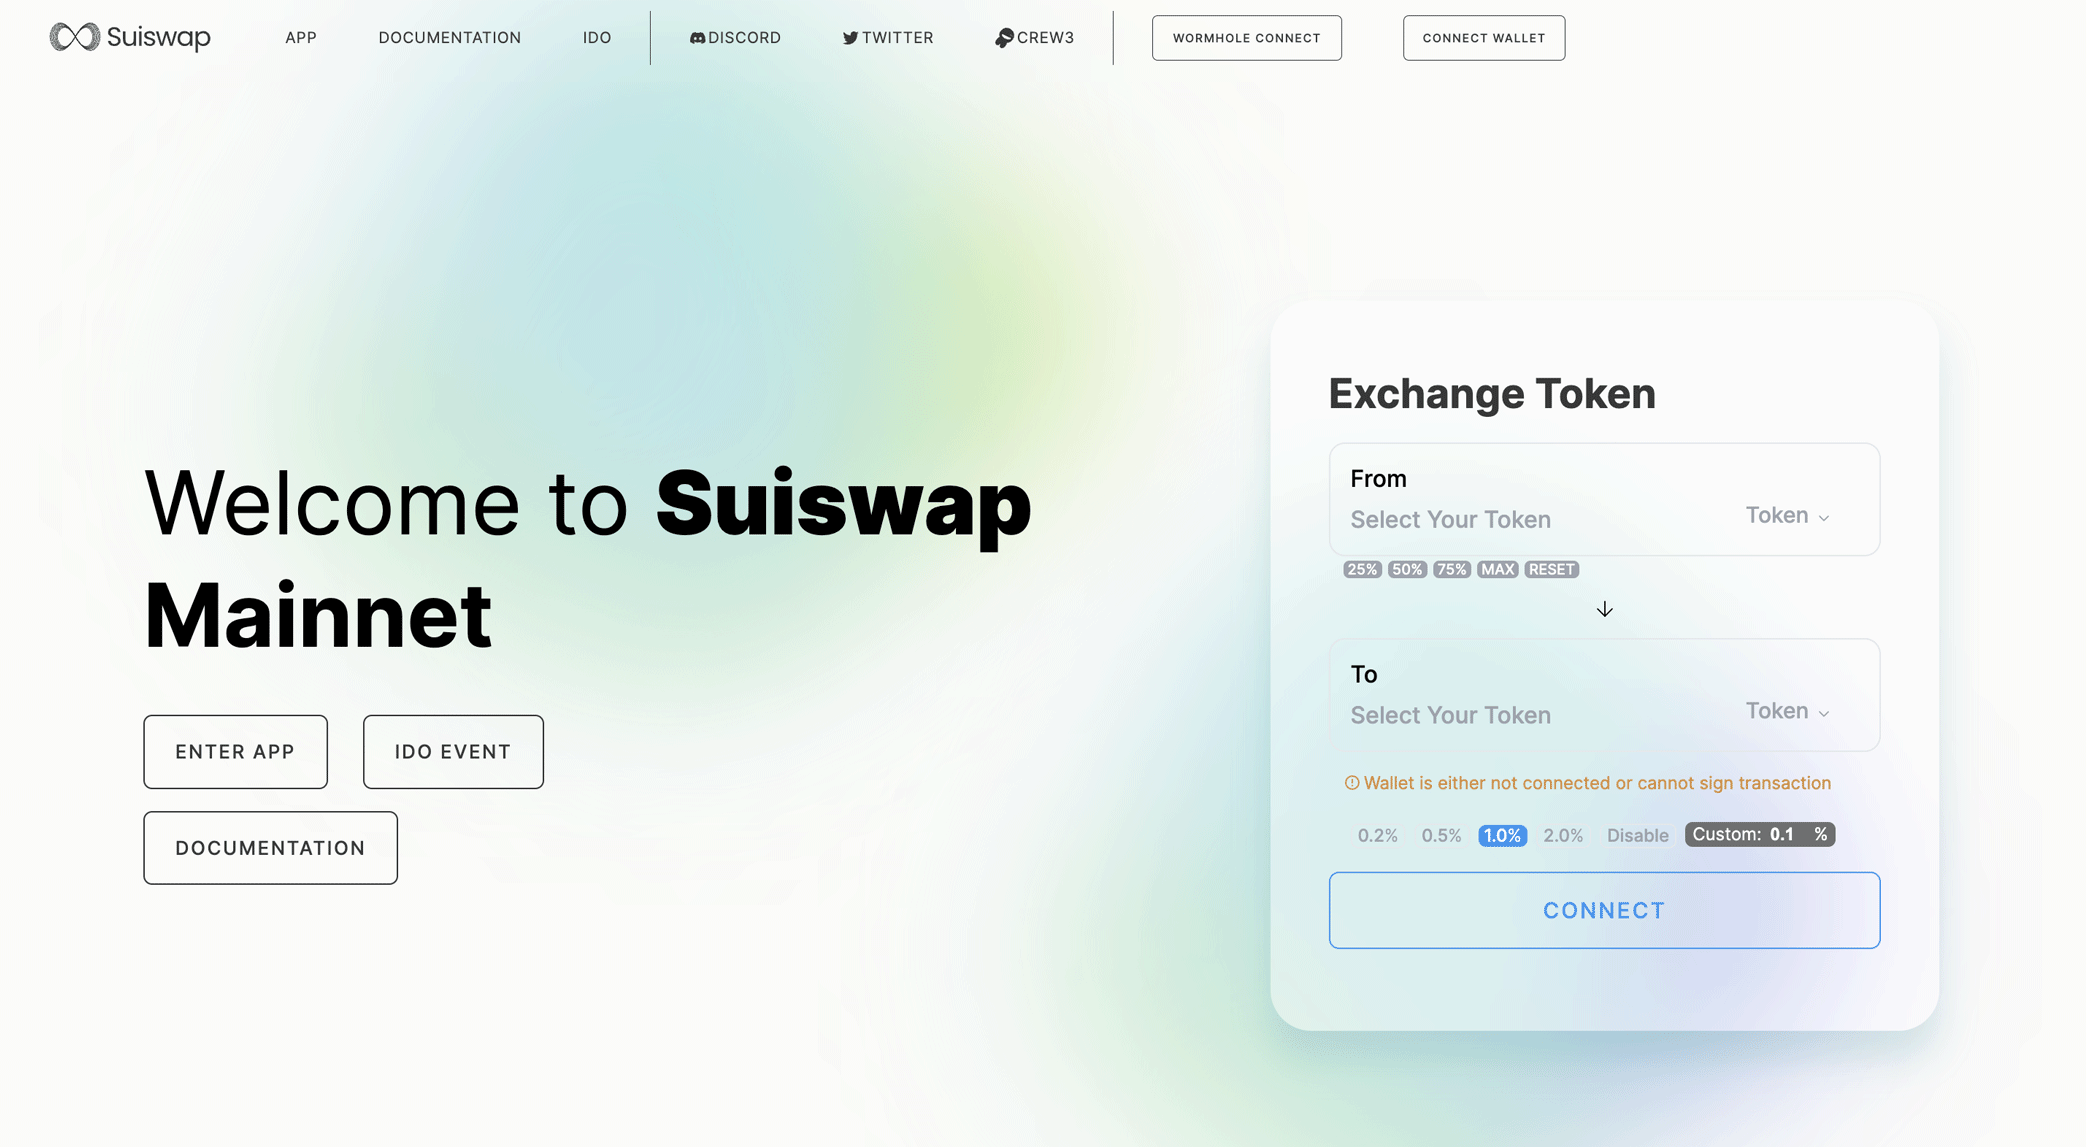 Suiswap APP DOCUMENTATION IDO DISCORD TWITTER CREW3 WORMHOLE CONNECT CONNECT WALLET
Welcome to Suiswap
Mainnet
ENTER APP IDO EVENT
DOCUMENTATION
Exchange Token
From
Select Your Token Token
25% 50% 75% MAX RESET
To
Select Your Token Token
Wallet is either not connected or cannot sign transaction
0.2% 0.5% 1.0% 2.0% Disable Custom: 0.1 %
CONNECT